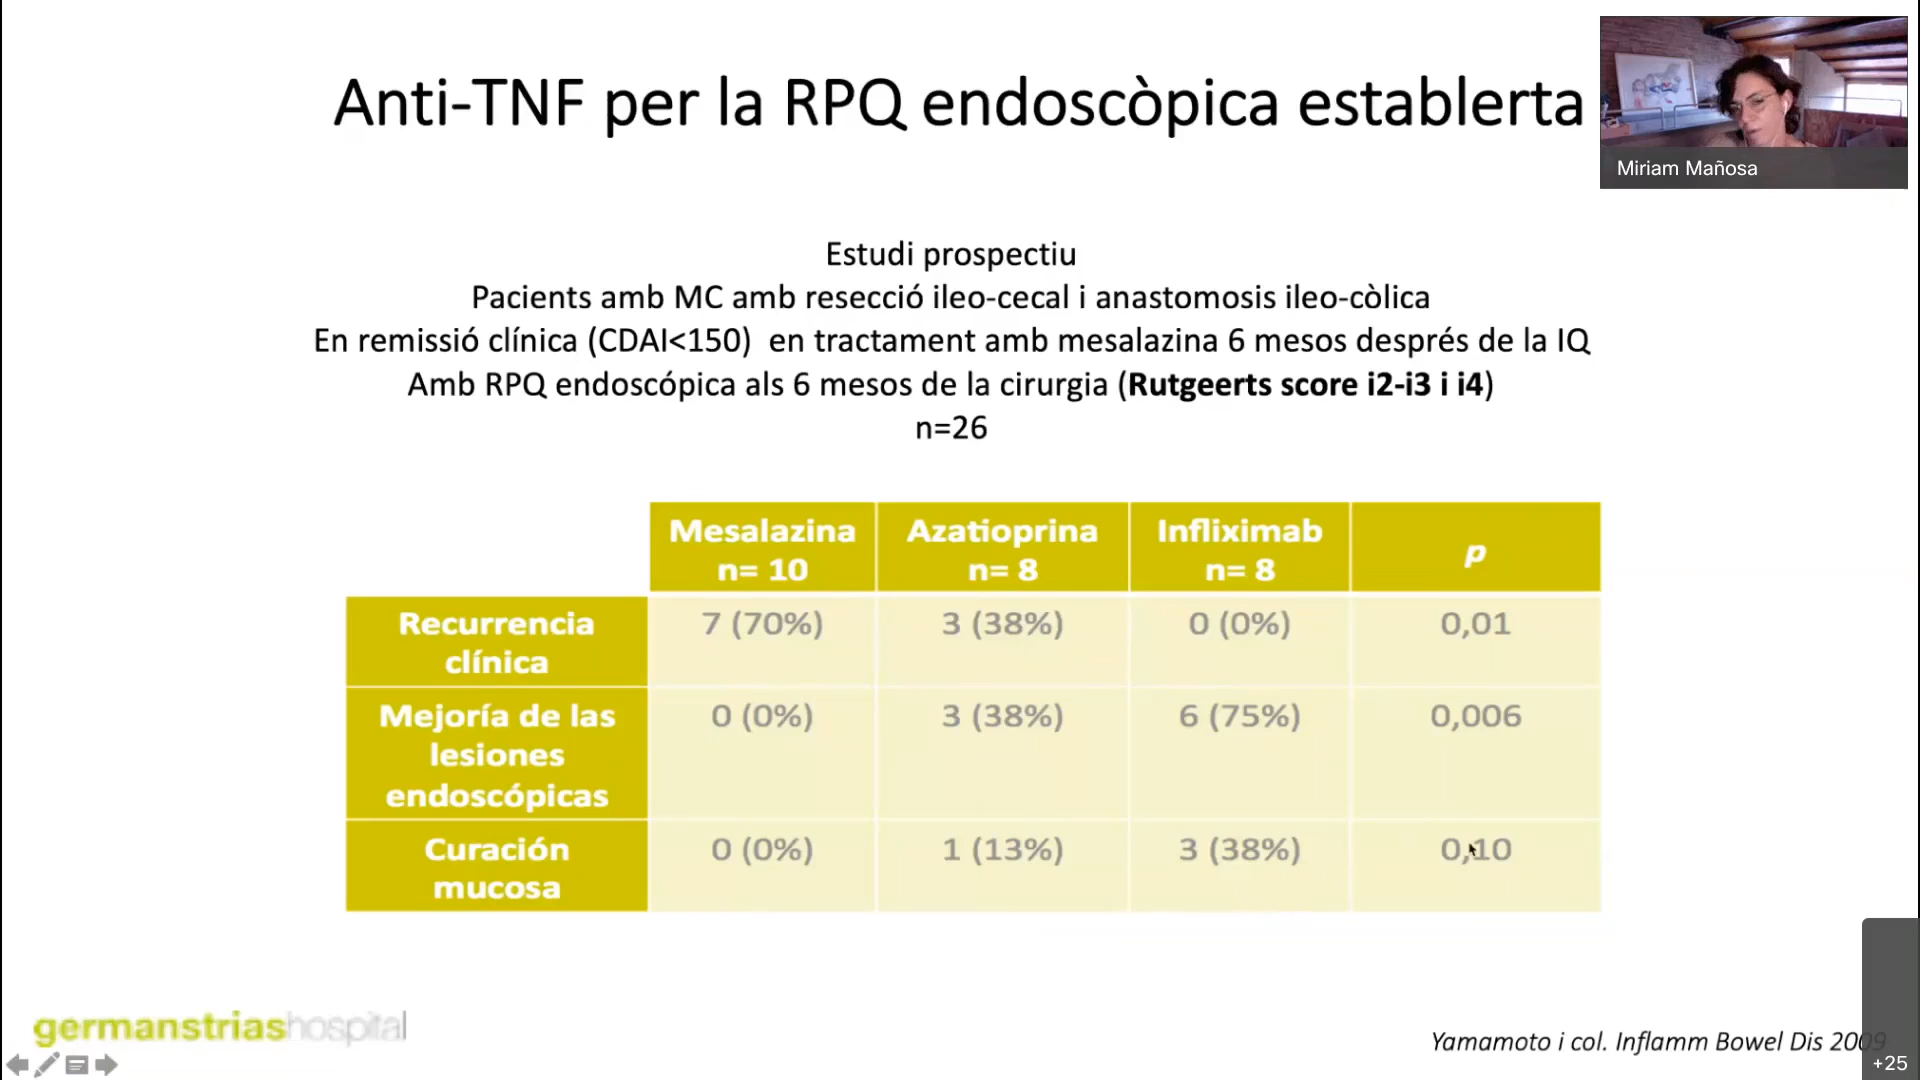 Anti-TNF per la RPQ endoscòpica establerta
Miriam Mañosa
Estudi prospectiu
Pacients amb MC amb resecció ileo-cecal i anastomosis ileo-còlica
En remissió clínica (CDAI<150)  en tractament amb mesalazina 6 mesos després de la IQ
Amb RPQ endoscópica als 6 mesos de la cirurgia (Rutgeerts score i2-i3 i i4)
n=26
Mesalazina n= 10 Azatioprina n= 8 Infliximab n= 8 p
Recurrencia clínica 7 (70%) 3 (38%) 0 (0%) 0,01
Mejoría de las lesiones endoscópicas 0 (0%) 3 (38%) 6 (75%) 0,006
Curación mucosa 0 (0%) 1 (13%) 3 (38%) 0,10
germanstriashospital
Yamamoto i col. Inflamm Bowel Dis 2009
+25